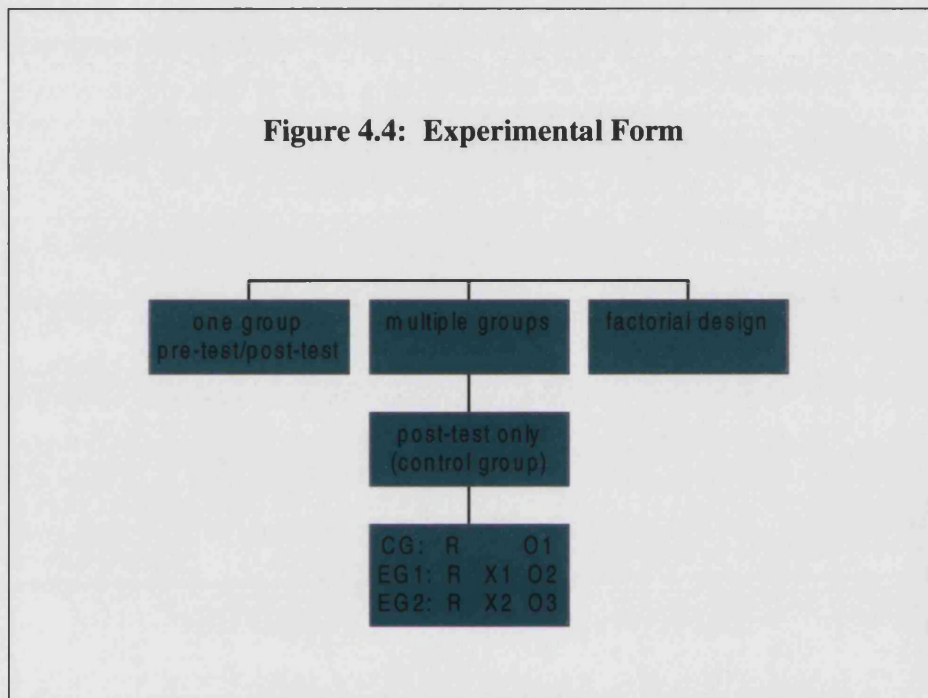 Figure 4.4: Experimental Form
one group
pre-test/post-test
multiple groups
factorial design
post-test only
(control group)
CG: R O1
EG1: R X1 O2
EG2: R X2 O3